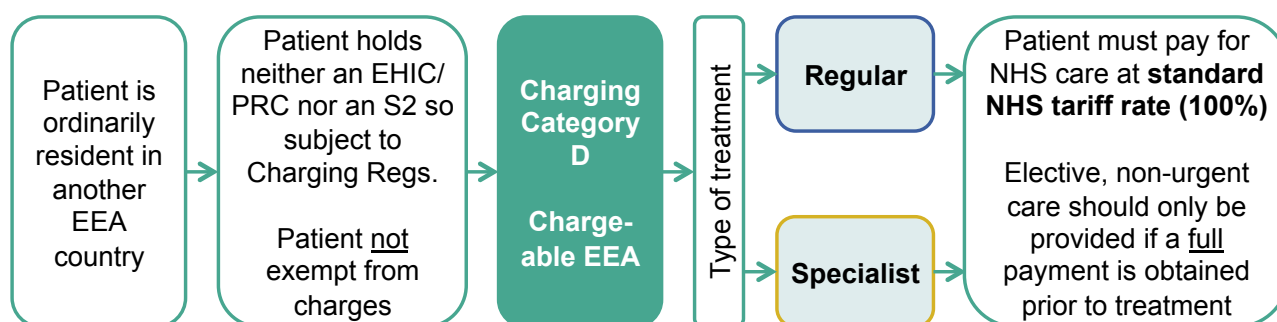 Patient is
ordinarily
resident in
another
EEA
country
Patient holds
neither an EHIC/
PRC nor an S2 so
subject to
Charging Regs.
Patient not
exempt from
charges
Charging
Category
D
Charge-
able EEA
Type of treatment
Regular
Specialist
Patient must pay for
NHS care at standard
NHS tariff rate (100%)
Elective, non-urgent
care should only be
provided if a full
payment is obtained
prior to treatment